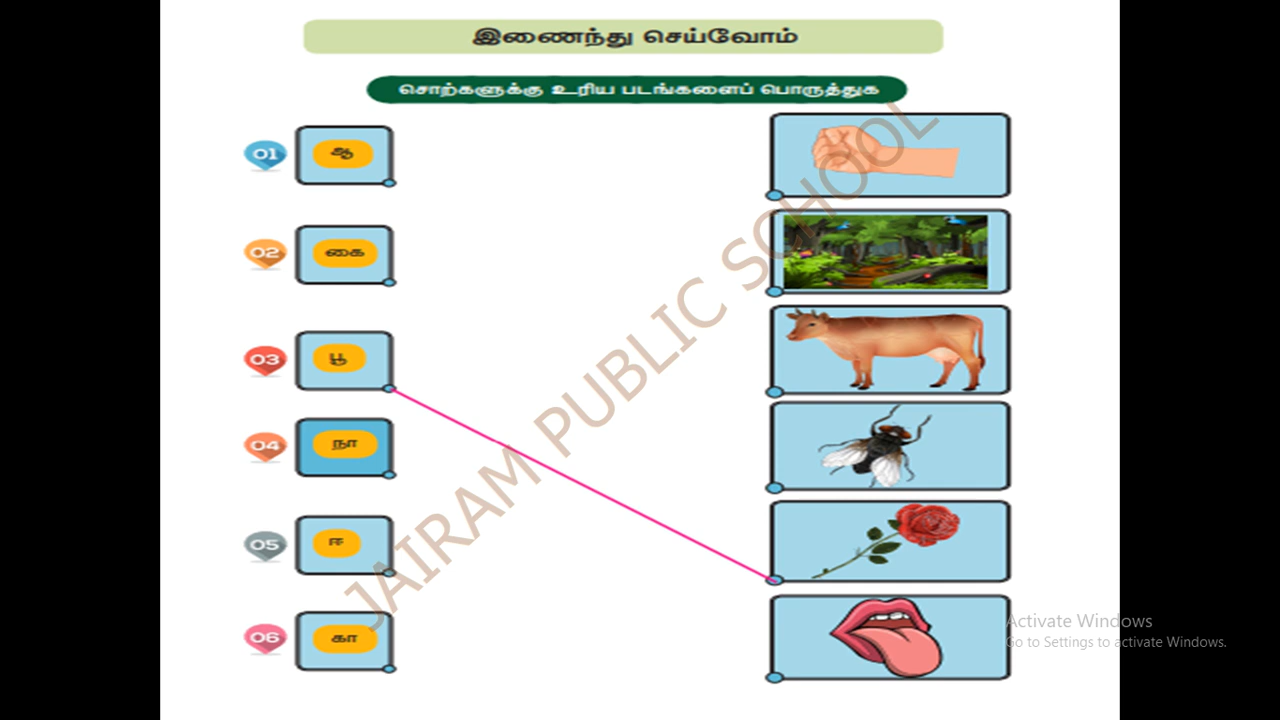 இணைந்து செய்வோம்
சொற்களுக்கு உரிய படங்களைப் பொருத்துக
01 ஆ
02 கை
03 பூ
04 நா
05 ஈ
06 கா
JAIRAM PUBLIC SCHOOL
Activate Windows
Go to Settings to activate Windows.